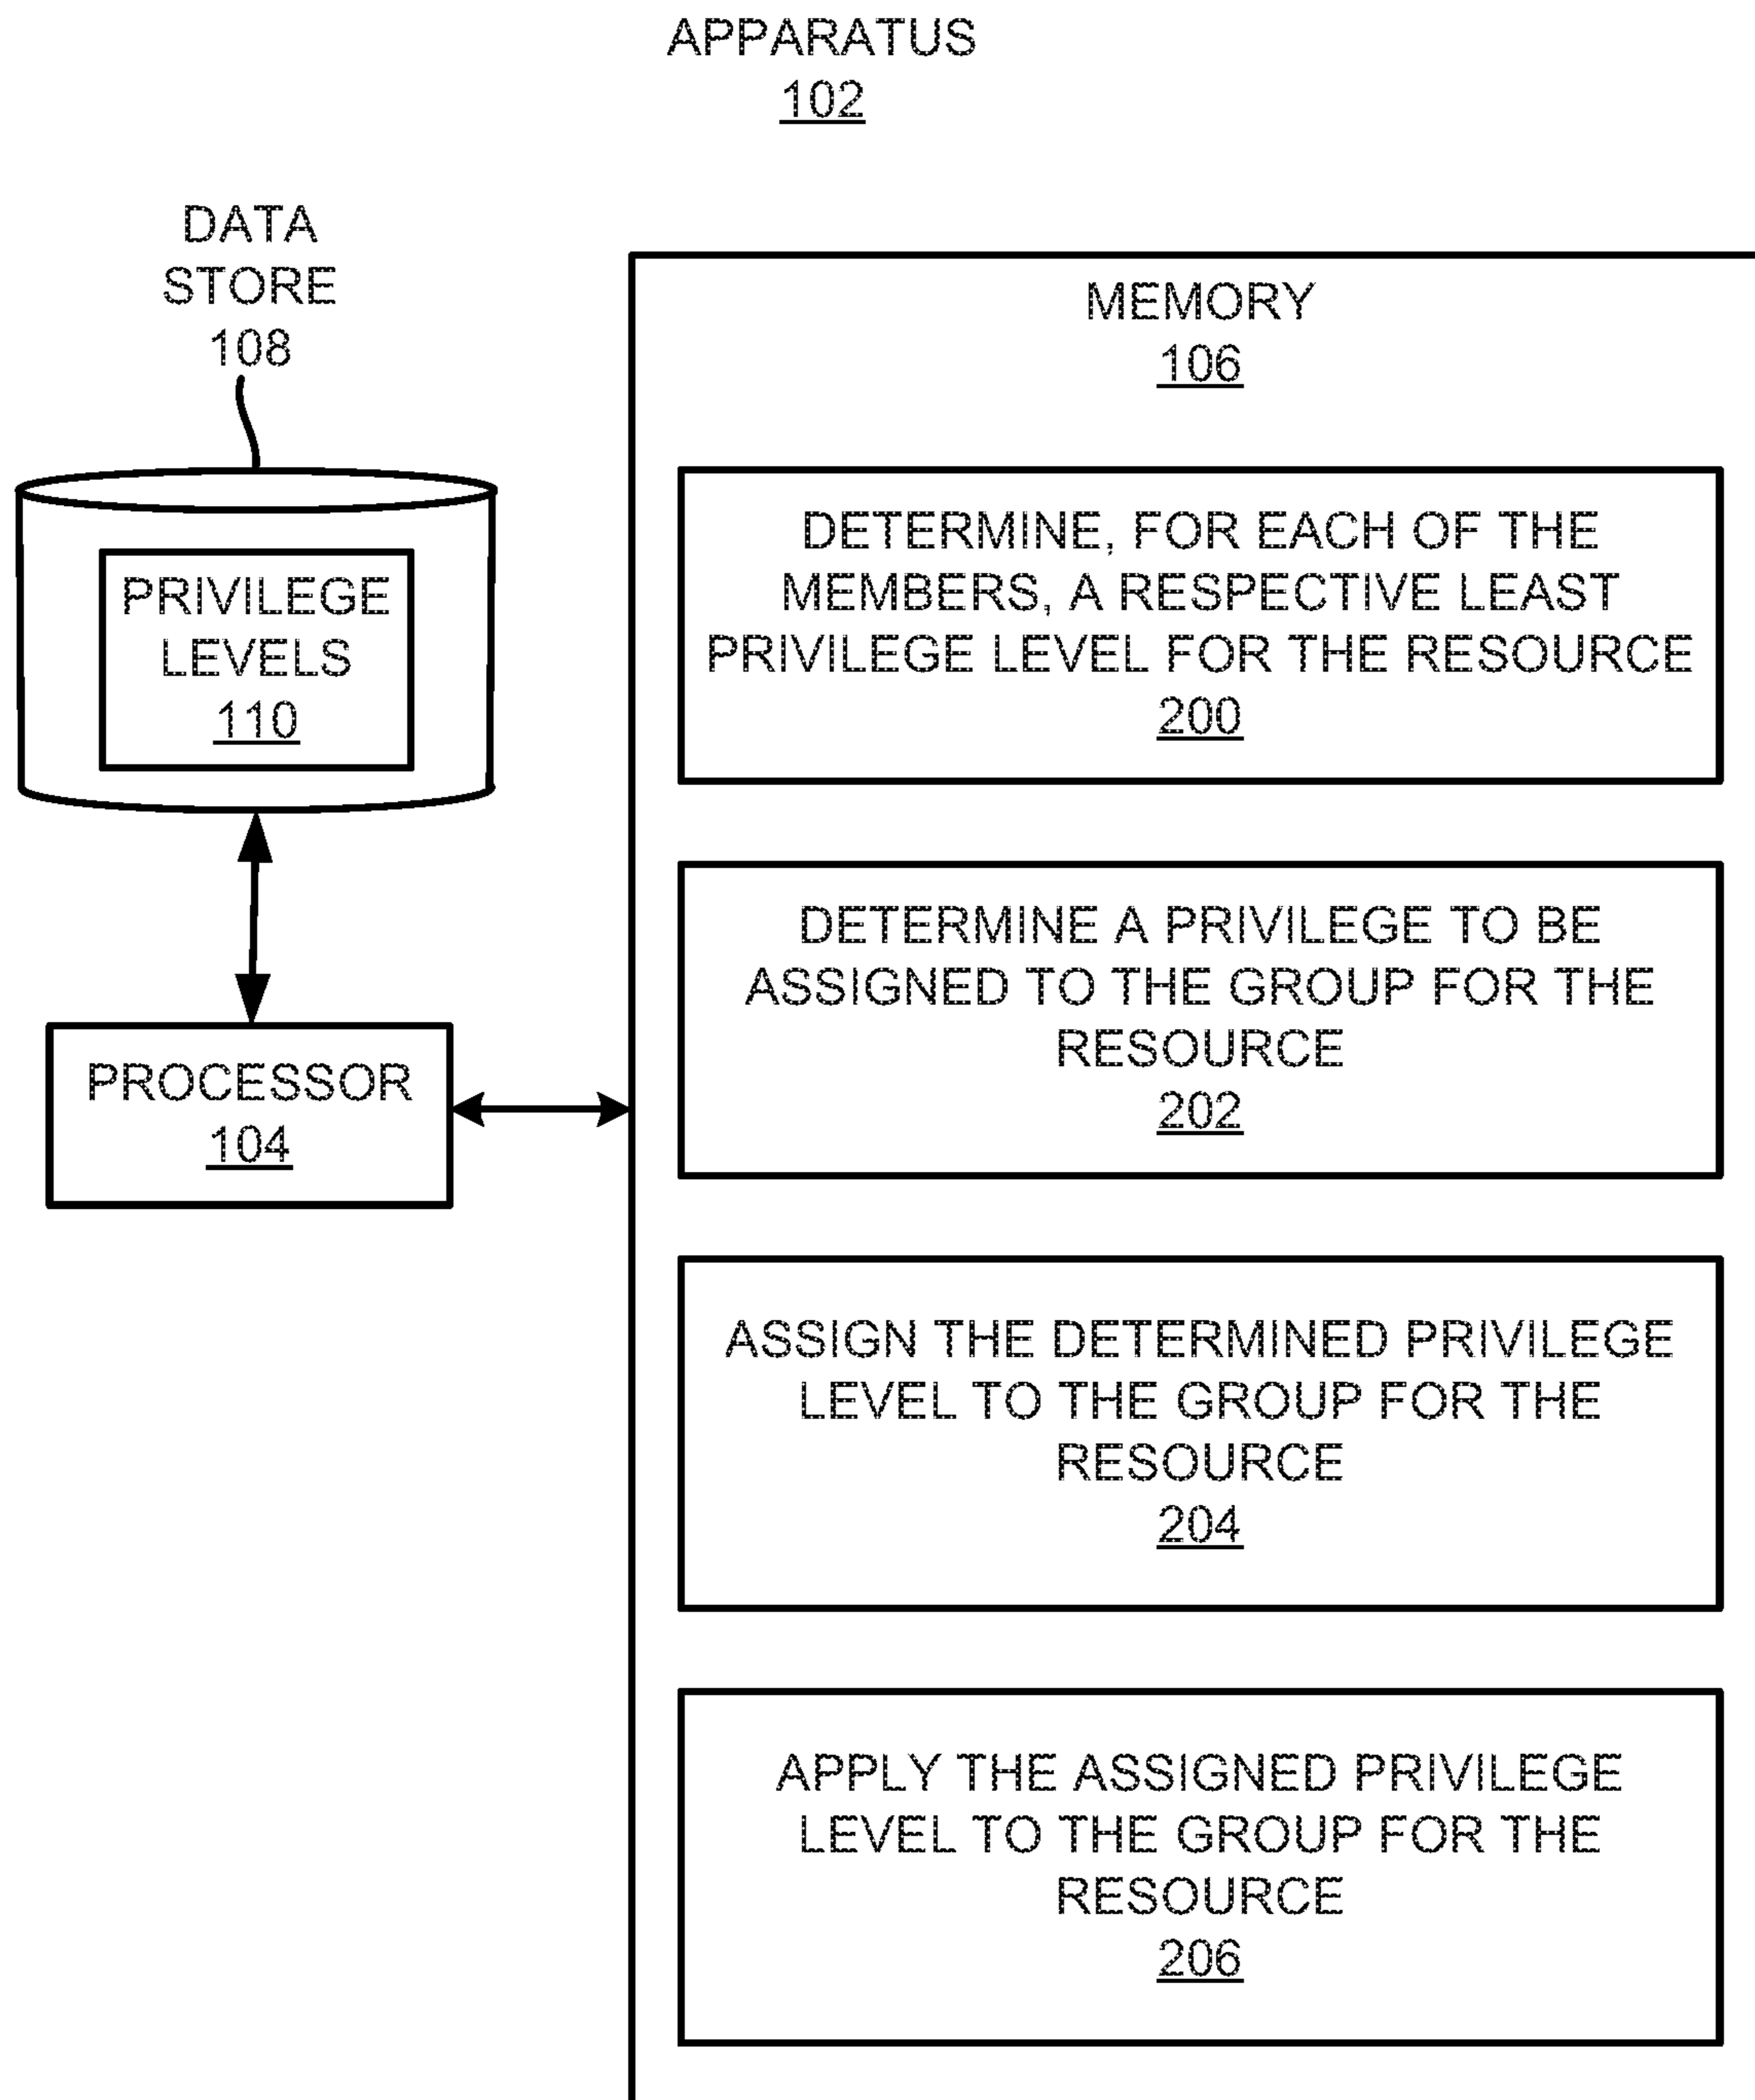 APPARATUS
102
DATA
STORE
108
PRIVILEGE
LEVELS
110
PROCESSOR
104
MEMORY
106
DETERMINE, FOR EACH OF THE
MEMBERS, A RESPECTIVE LEAST
PRIVILEGE LEVEL FOR THE RESOURCE
200
DETERMINE A PRIVILEGE TO BE
ASSIGNED TO THE GROUP FOR THE
RESOURCE
202
ASSIGN THE DETERMINED PRIVILEGE
LEVEL TO THE GROUP FOR THE
RESOURCE
204
APPLY THE ASSIGNED PRIVILEGE
LEVEL TO THE GROUP FOR THE
RESOURCE
206